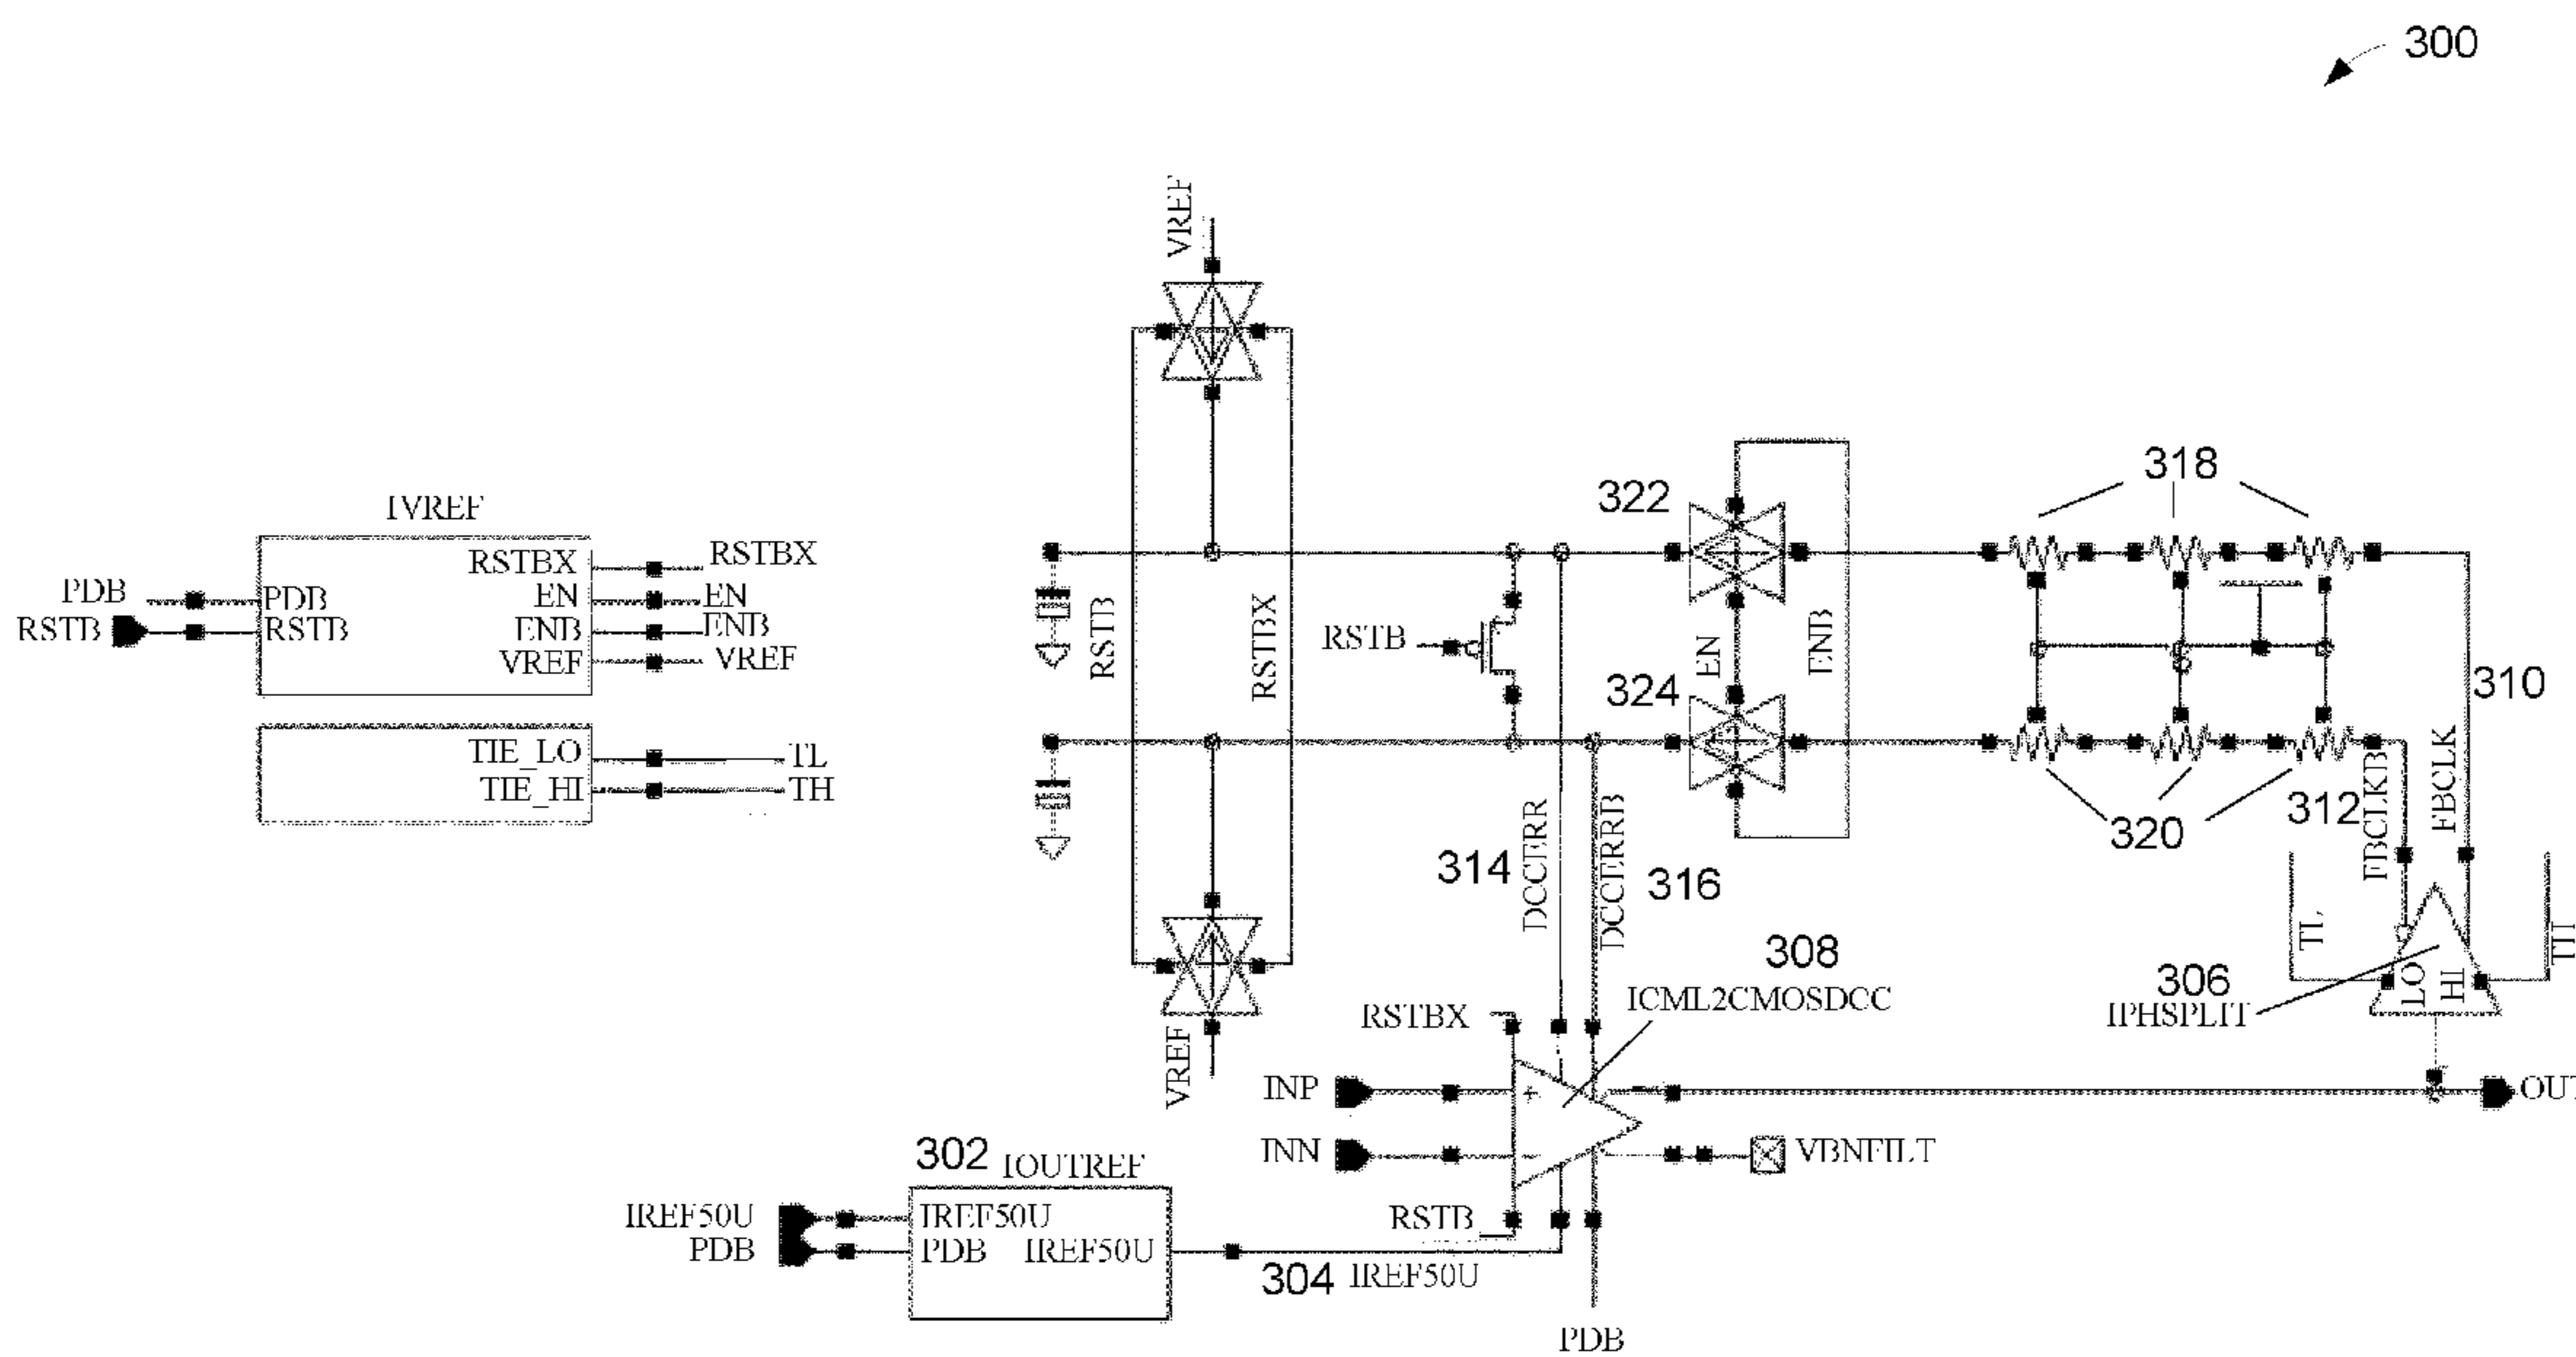 300
VREF
318
322
IVREF
RSTBX
RSTBX
PDB
PDB
EN
EN
RSTB
RSTB
ENB
ENB
VREF
VREF
RSTB
RSTBX
RSTB
EN
ENB
324
310
TIE_LO
TL
TIE_HI
TH
320
312
FBCLKB
FBCLK
314
DCCERR
DCCERRB
316
308
ICML2CMOSDCC
TL
LO
HI
306
IPHSPLIT
VREF
RSTBX
INP
+
OUT
INN
VBNFILT
302
IOUTREF
IREF50U
IREF50U
RSTB
PDB
PDB
IREF50U
304
IREF50U
PDB